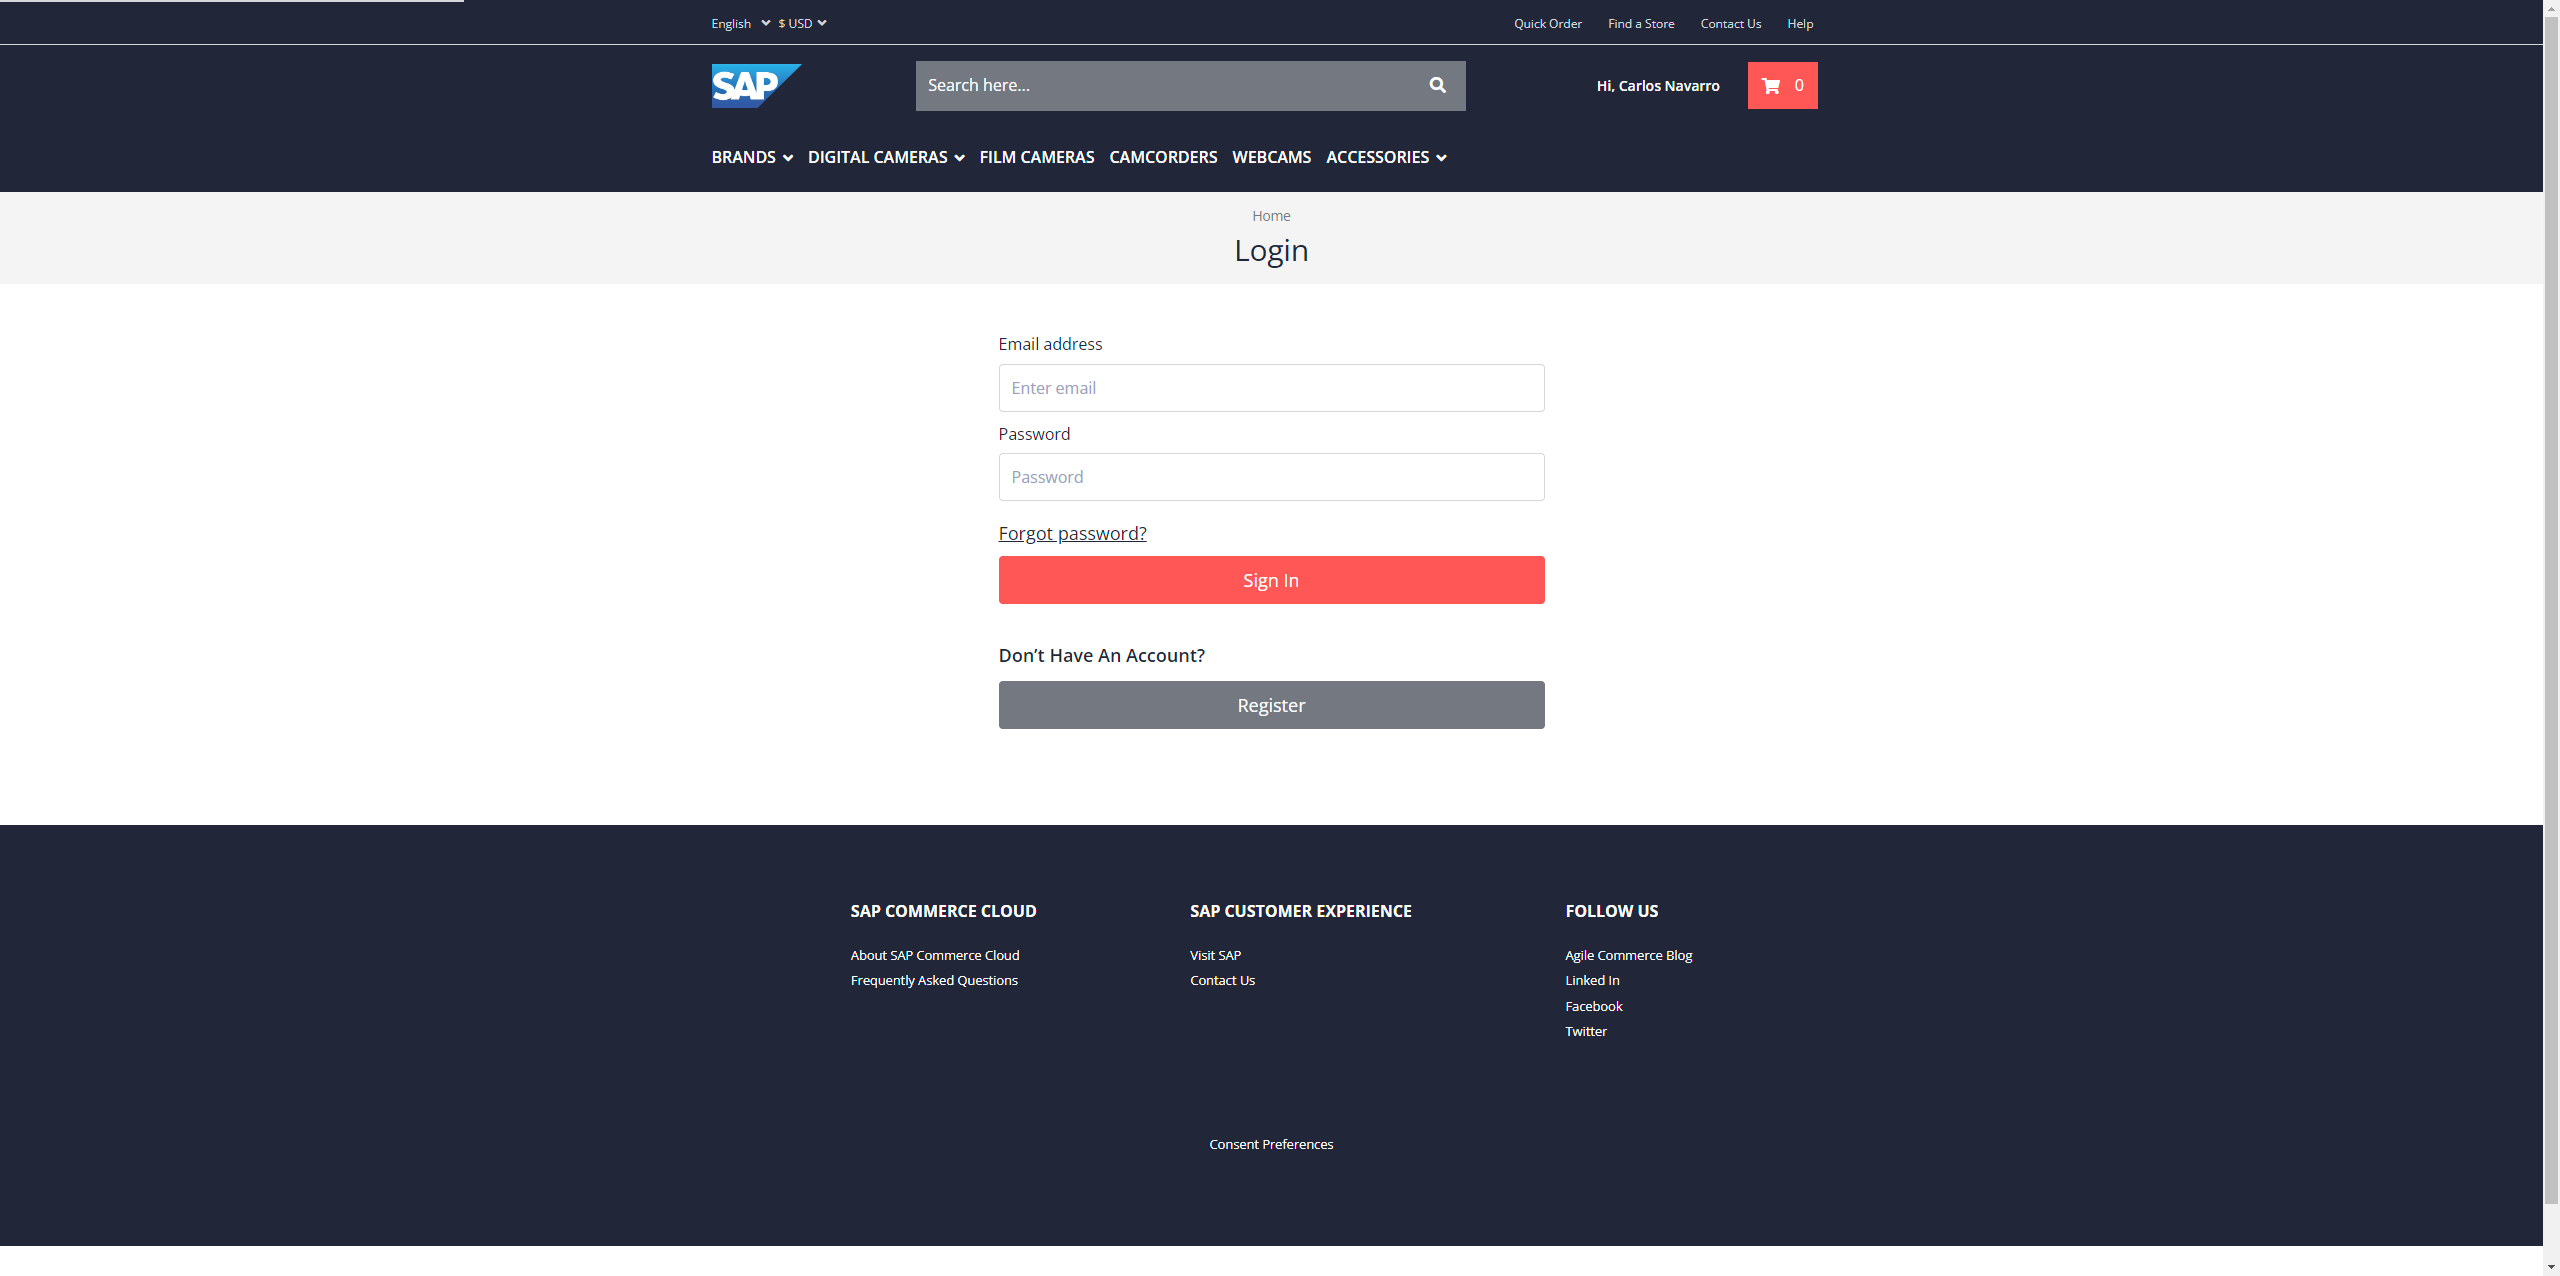 English $ USD Quick Order Find a Store Contact Us Help
SAP Search here... Hi, Carlos Navarro 0
BRANDS DIGITAL CAMERAS FILM CAMERAS CAMCORDERS WEBCAMS ACCESSORIES
Home
Login
Email address
Enter email
Password
Password
Forgot password?
Sign In
Don’t Have An Account?
Register
SAP COMMERCE CLOUD
About SAP Commerce Cloud
Frequently Asked Questions
SAP CUSTOMER EXPERIENCE
Visit SAP
Contact Us
FOLLOW US
Agile Commerce Blog
Linked In
Facebook
Twitter
Consent Preferences